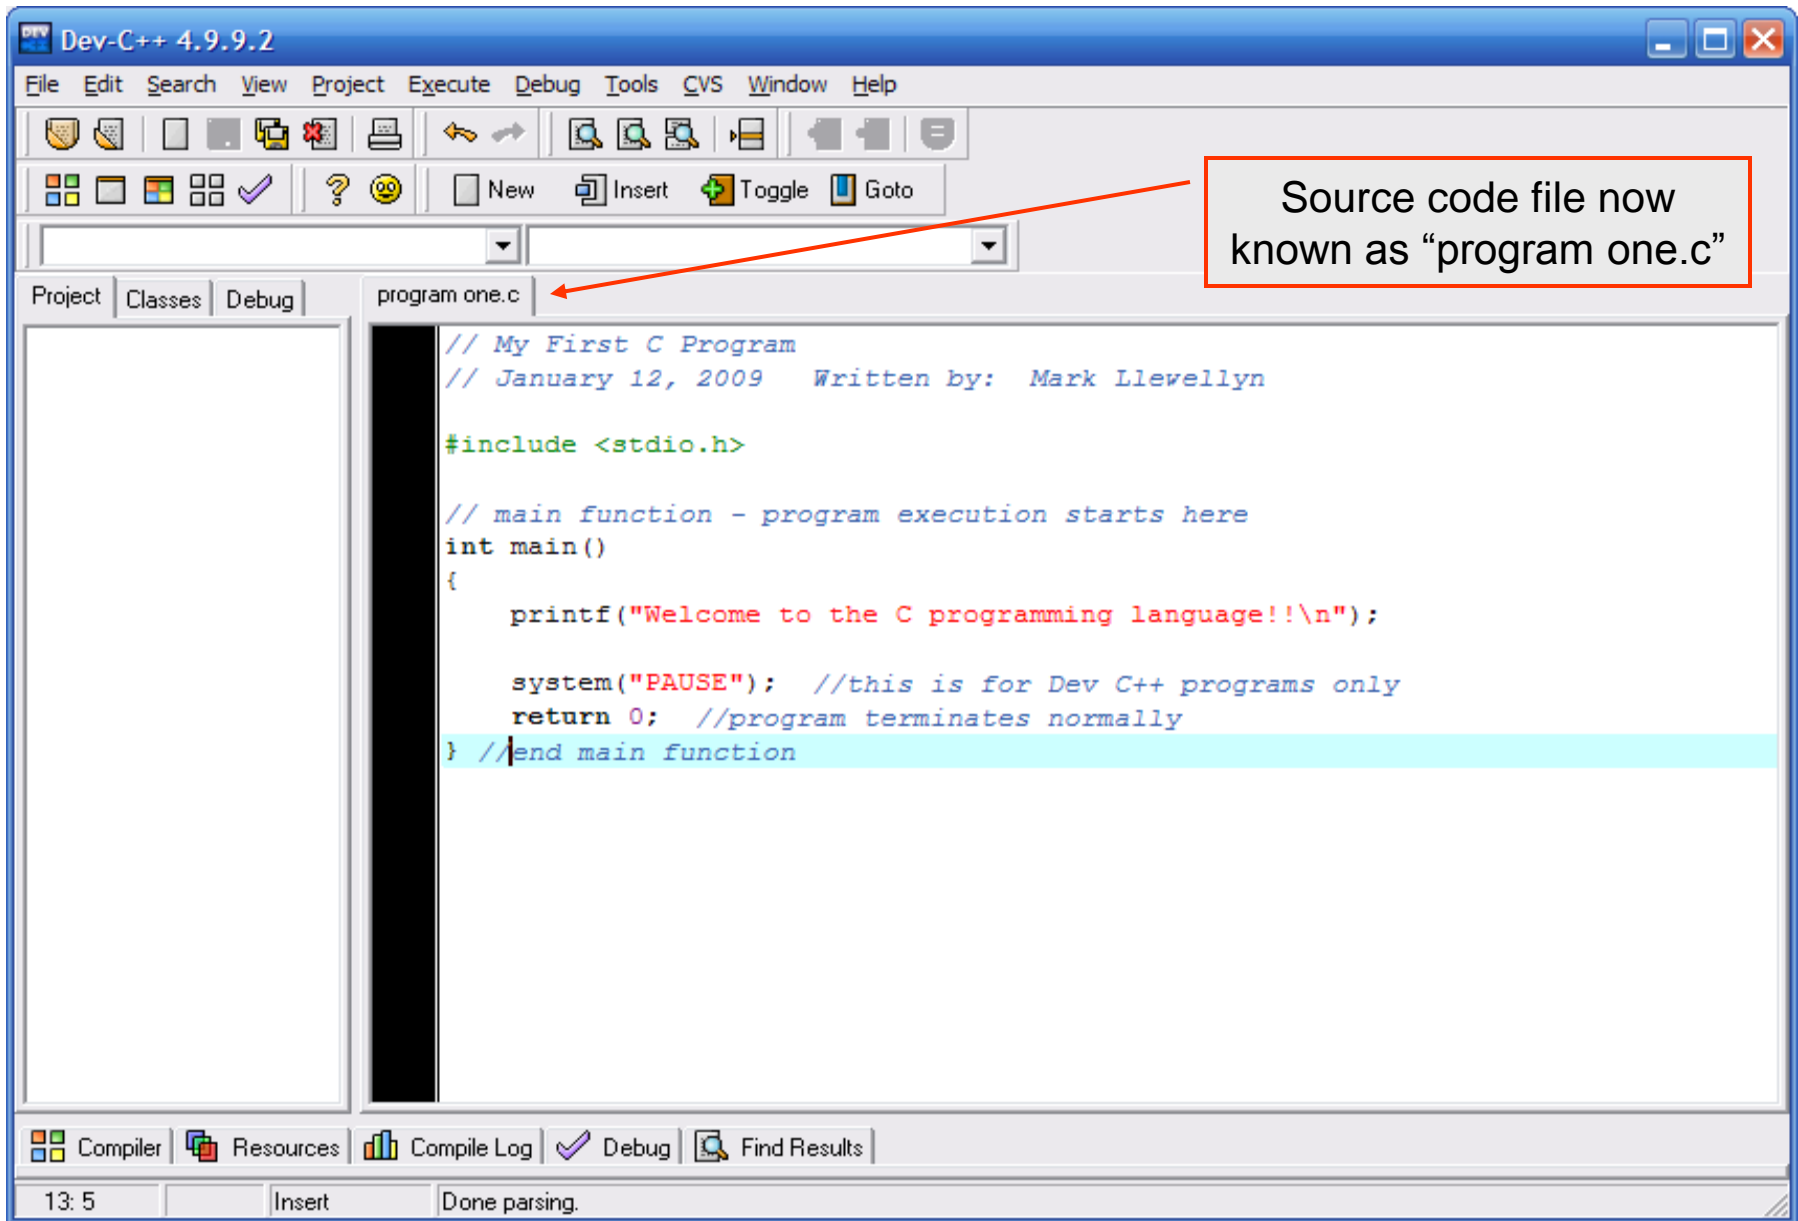 Dev-C++ 4.9.9.2
File Edit Search View Project Execute Debug Tools CVS Window Help
New Insert Toggle Goto
Source code file now
known as “program one.c”
Project Classes Debug
program one.c
// My First C Program
// January 12, 2009   Written by:  Mark Llewellyn
#include <stdio.h>
// main function - program execution starts here
int main()
{
    printf("Welcome to the C programming language!!\n");
    system("PAUSE");  //this is for Dev C++ programs only
    return 0;  //program terminates normally
} //end main function
Compiler Resources Compile Log Debug Find Results
13: 5 Insert Done parsing.